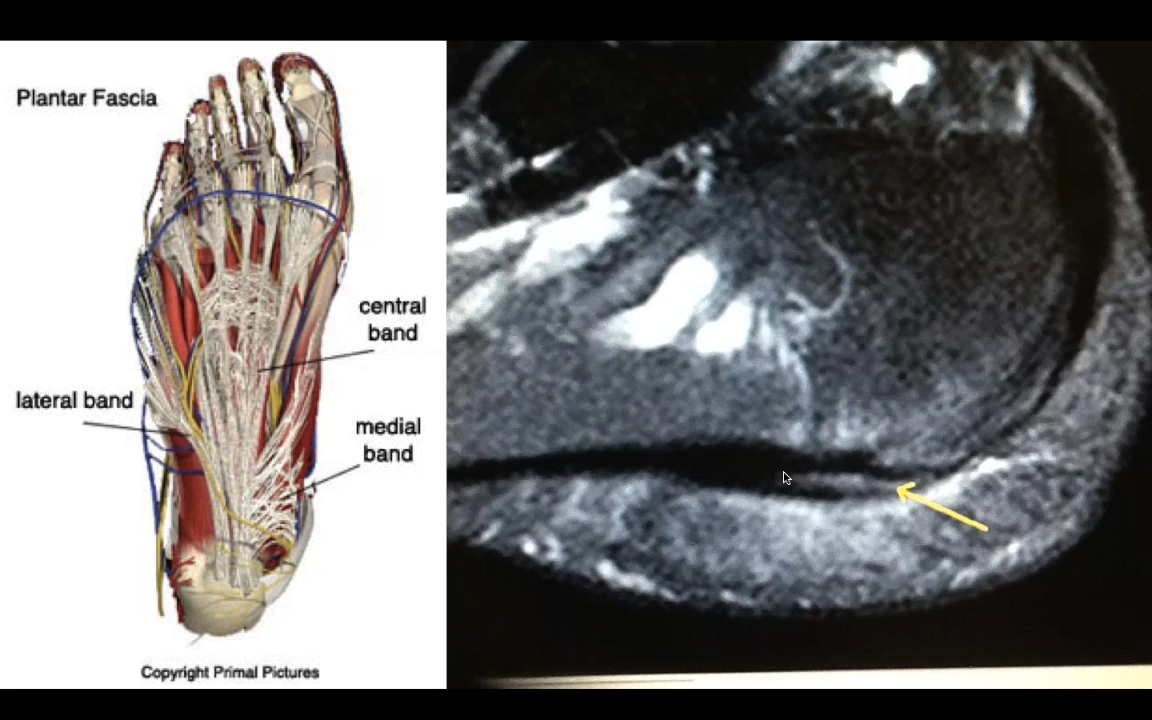 Plantar Fascia
central
band
lateral band
medial
band
Copyright Primal Pictures